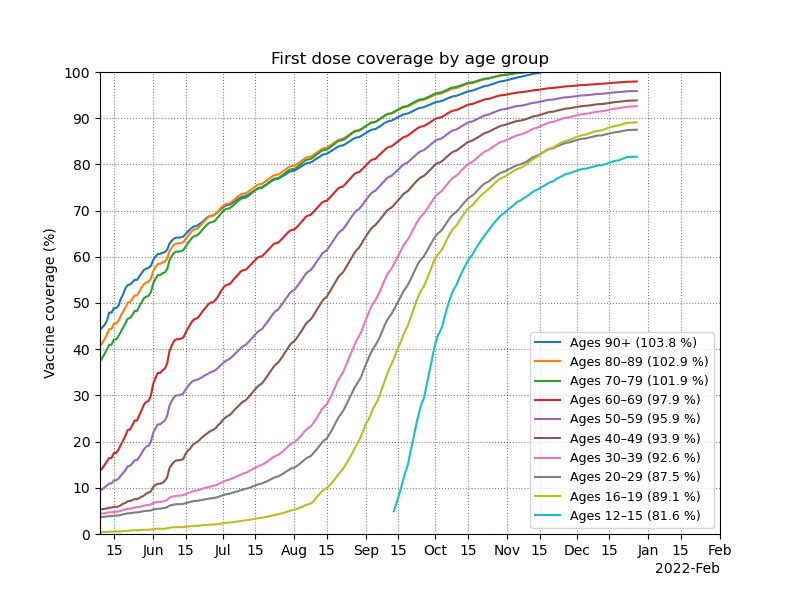 First dose coverage by age group
Vaccine coverage (%)
100
90
80
70
60
50
40
30
20
10
0
Ages 90+ (103.8 %)
Ages 80–89 (102.9 %)
Ages 70–79 (101.9 %)
Ages 60–69 (97.9 %)
Ages 50–59 (95.9 %)
Ages 40–49 (93.9 %)
Ages 30–39 (92.6 %)
Ages 20–29 (87.5 %)
Ages 16–19 (89.1 %)
Ages 12–15 (81.6 %)
15 Jun 15 Jul 15 Aug 15 Sep 15 Oct 15 Nov 15 Dec 15 Jan 15 Feb
2022-Feb